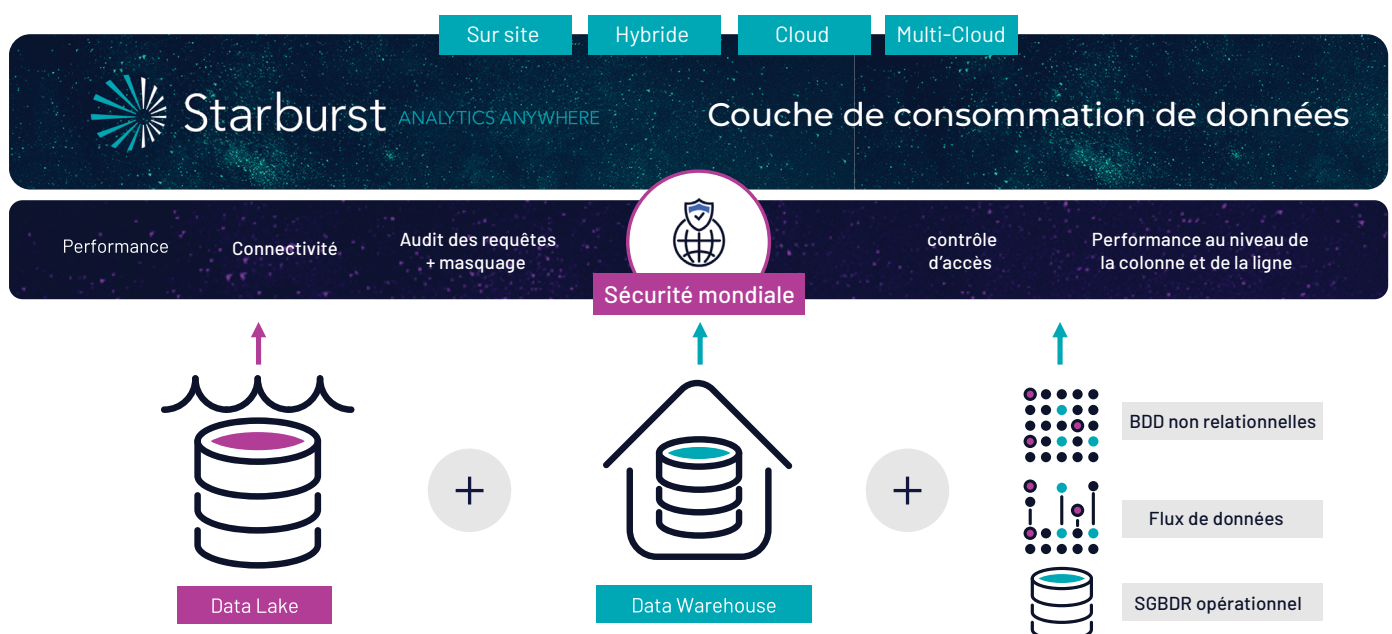 Sur site
Hybride
Cloud
Multi-Cloud
Starburst ANALYTICS ANYWHERE
Couche de consommation de données
Performance
Connectivité
Audit des requêtes
+ masquage
contrôle
d'accès
Performance au niveau de
la colonne et de la ligne
Sécurité mondiale
BDD non relationnelles
Flux de données
SGBDR opérationnel
Data Lake
+
Data Warehouse
+